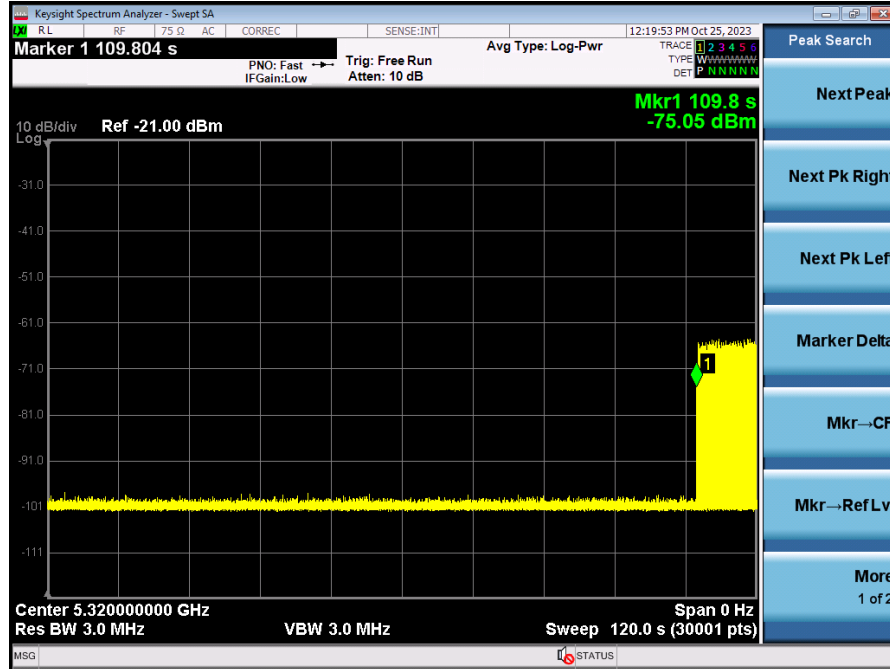 Keysight Spectrum Analyzer - Swept SA
LXI RL RF 75 Ω AC CORREC SENSE:INT 12:19:53 PM Oct 25, 2023
Marker 1 109.804 s
PNO: Fast
IFGain:Low
Trig: Free Run
Atten: 10 dB
Avg Type: Log-Pwr
TRACE 1 2 3 4 5 6
TYPE WWWWWW
DET P N N N N N
Peak Search
Mkr1 109.8 s
-75.05 dBm
10 dB/div Ref -21.00 dBm
Log
-31.0
-41.0
-51.0
-61.0
-71.0
-81.0
-91.0
-101
-111
1
Center 5.320000000 GHz Span 0 Hz
Res BW 3.0 MHz VBW 3.0 MHz Sweep 120.0 s (30001 pts)
MSG STATUS
Next Peak
Next Pk Right
Next Pk Left
Marker Delta
Mkr→CF
Mkr→Ref Lv
More
1 of 2